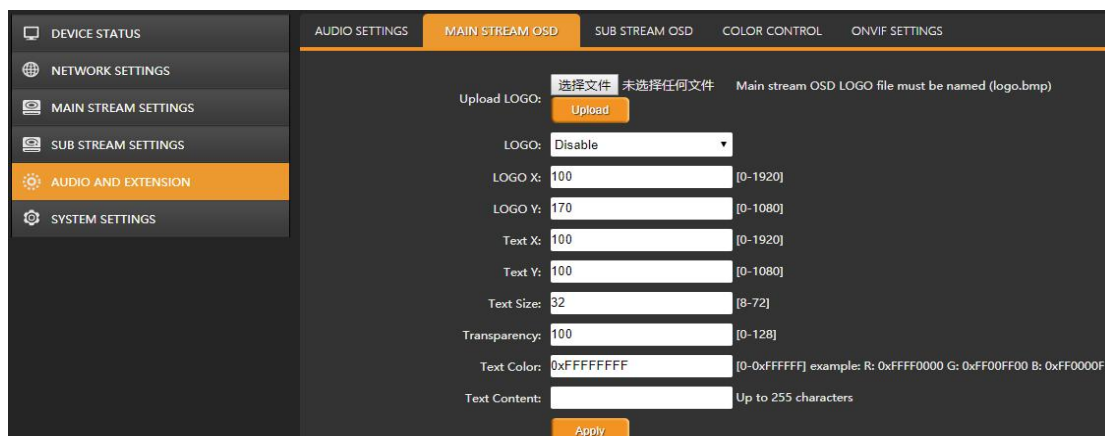 DEVICE STATUS
NETWORK SETTINGS
MAIN STREAM SETTINGS
SUB STREAM SETTINGS
AUDIO AND EXTENSION
SYSTEM SETTINGS
AUDIO SETTINGS MAIN STREAM OSD SUB STREAM OSD COLOR CONTROL ONVIF SETTINGS
Upload LOGO: 选择文件 未选择任何文件 Main stream OSD LOGO file must be named (logo.bmp)
Upload
LOGO: Disable
LOGO X: 100 [0-1920]
LOGO Y: 170 [0-1080]
Text X: 100 [0-1920]
Text Y: 100 [0-1080]
Text Size: 32 [8-72]
Transparency: 100 [0-128]
Text Color: 0xFFFFFFFF [0-0xFFFFFF] example: R: 0xFFFF0000 G: 0xFF00FF00 B: 0xFF0000F
Text Content: Up to 255 characters
Apply